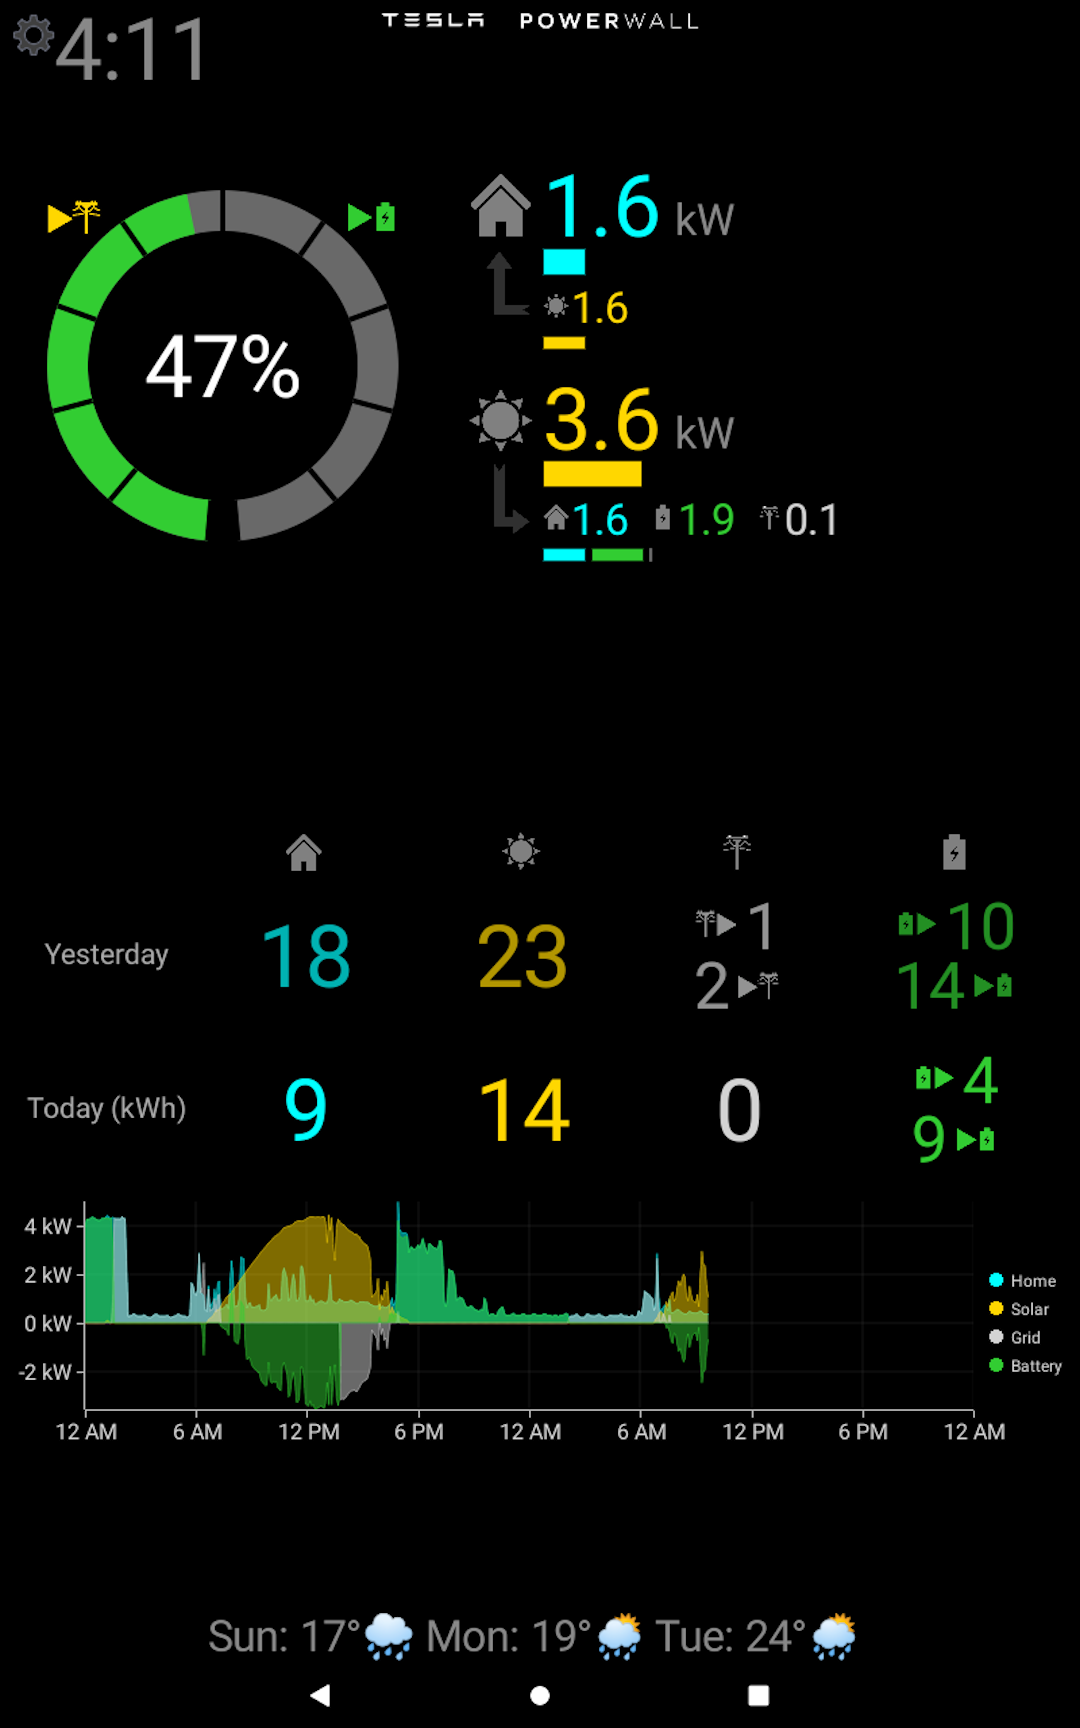 TESLA POWERWALL
4:11
1.6 kW
1.6
47%
3.6 kW
1.6 1.9 0.1
Yesterday 18 23 1 10
2 14
Today (kWh) 9 14 0 4
9
4 kW
2 kW
0 kW
-2 kW
12 AM 6 AM 12 PM 6 PM 12 AM 6 AM 12 PM 6 PM 12 AM
Home
Solar
Grid
Battery
Sun: 17° Mon: 19° Tue: 24°